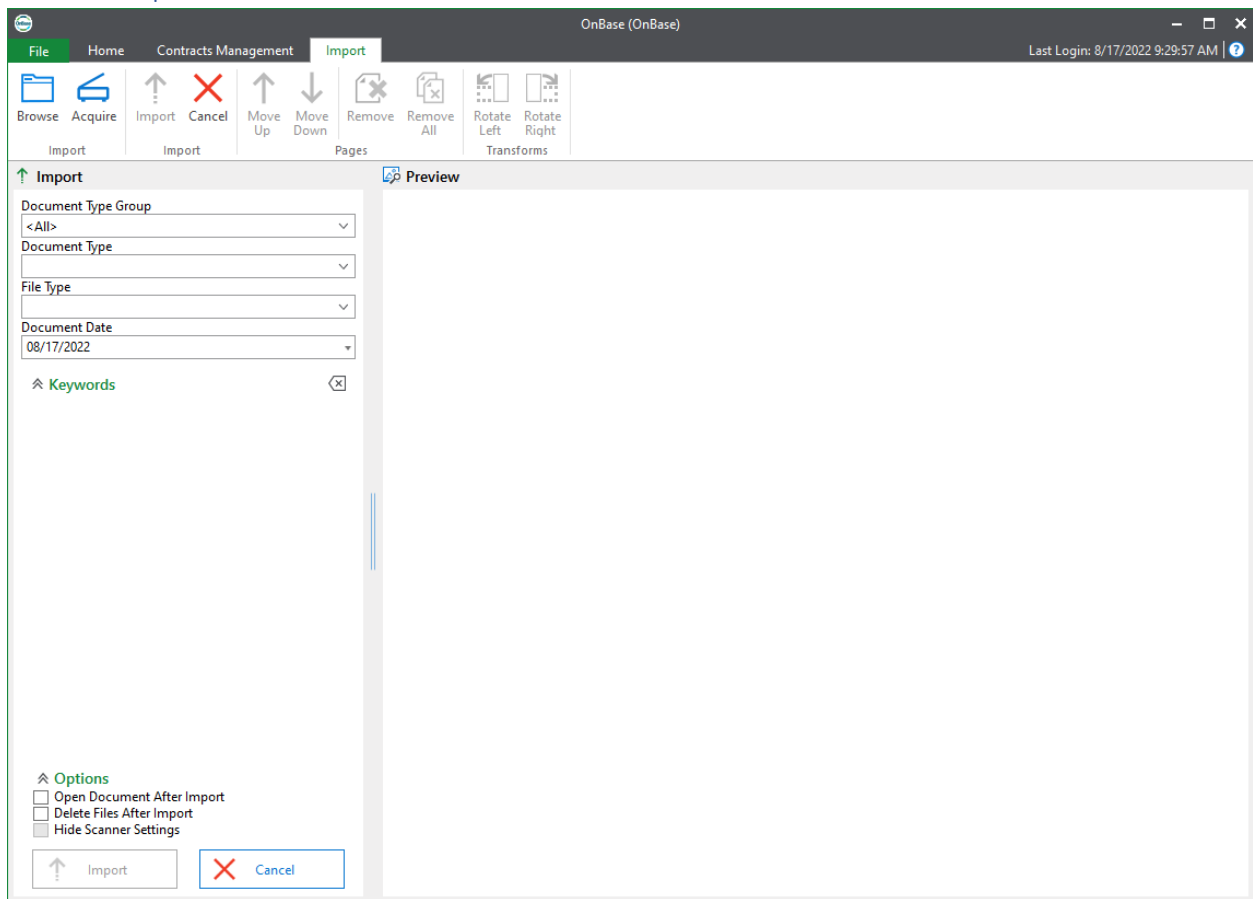 OnBase (OnBase)
File Home Contracts Management Import Last Login: 8/17/2022 9:29:57 AM ?
Browse Acquire Import Cancel Move Up Move Down Remove Remove All Rotate Left Rotate Right
Import Import Pages Transforms
Import Preview
Document Type Group
<All>
Document Type
File Type
Document Date
08/17/2022
Keywords
Options
Open Document After Import
Delete Files After Import
Hide Scanner Settings
Import Cancel